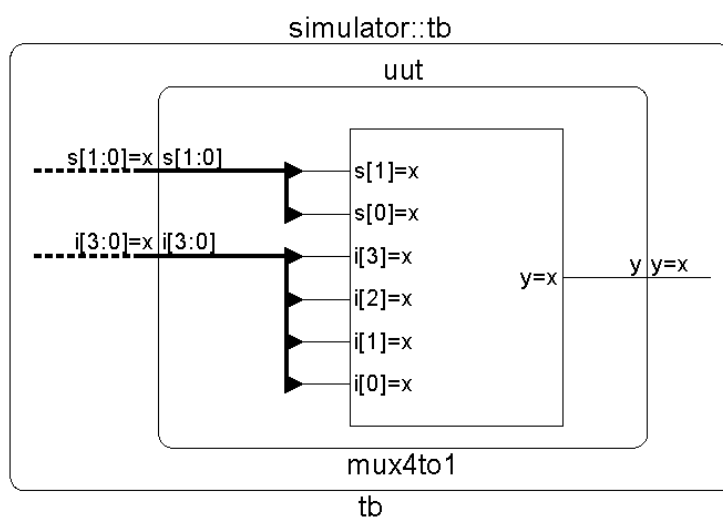 simulator::tb
uut
s[1:0]=x s[1:0]
s[1]=x
s[0]=x
i[3:0]=x i[3:0]
i[3]=x
i[2]=x
i[1]=x
i[0]=x
y=x
y y=x
mux4to1
tb